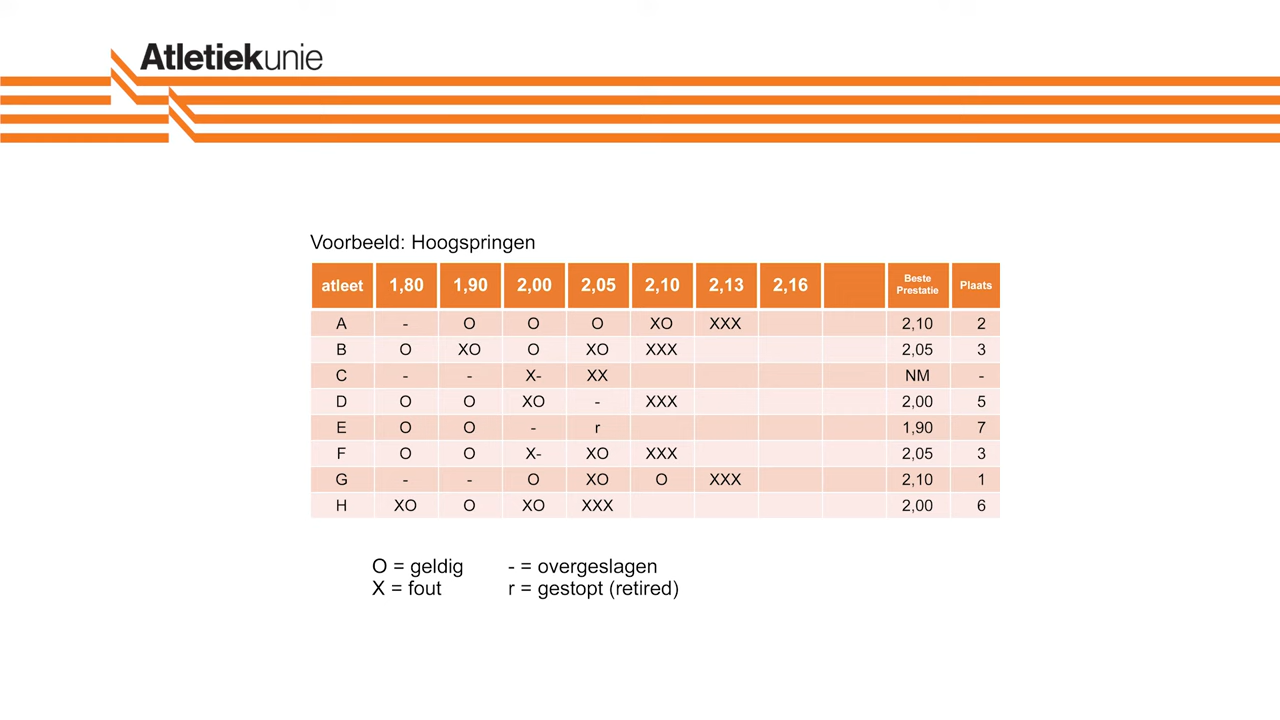 Atletiekunie
Voorbeeld: Hoogspringen
atleet 1,80 1,90 2,00 2,05 2,10 2,13 2,16 Beste Prestatie Plaats
A - O O O XO XXX 2,10 2
B O XO O XO XXX 2,05 3
C - - X- XX NM -
D O O XO - XXX 2,00 5
E O O - r 1,90 7
F O O X- XO XXX 2,05 3
G - - O XO O XXX 2,10 1
H XO O XO XXX 2,00 6
O = geldig - = overgeslagen
X = fout r = gestopt (retired)